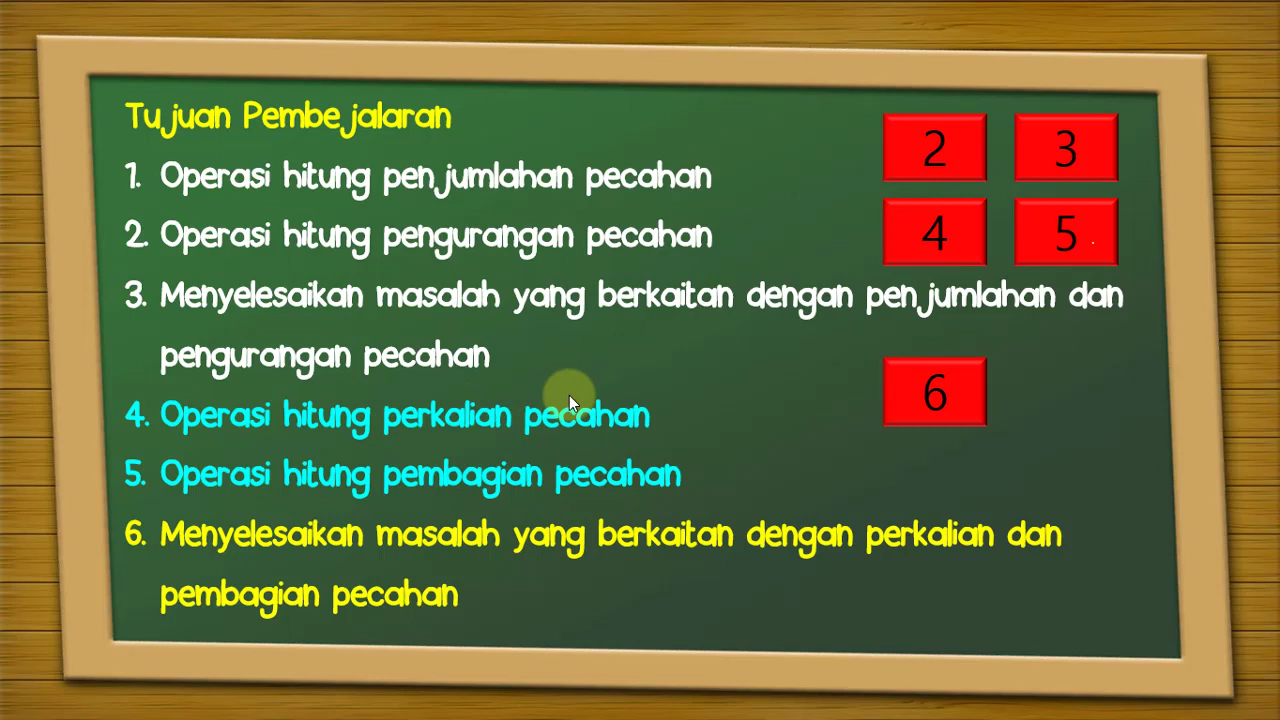 Tujuan Pembejalaran
1. Operasi hitung penjumlahan pecahan
2. Operasi hitung pengurangan pecahan
3. Menyelesaikan masalah yang berkaitan dengan penjumlahan dan
pengurangan pecahan
4. Operasi hitung perkalian pecahan
5. Operasi hitung pembagian pecahan
6. Menyelesaikan masalah yang berkaitan dengan perkalian dan
pembagian pecahan
2 3
4 5
6